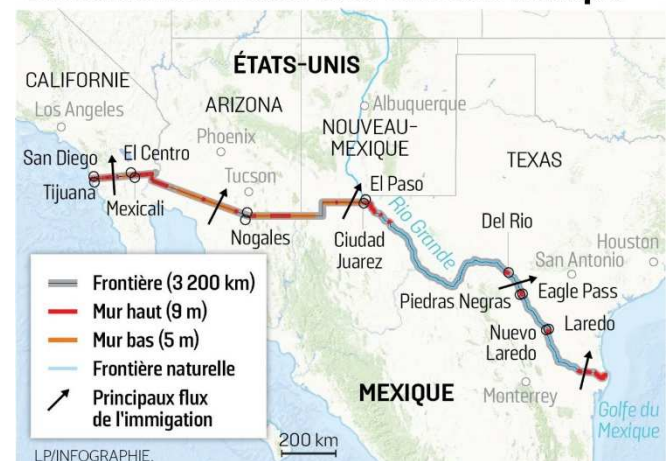 ÉTATS-UNIS
CALIFORNIE
Los Angeles
ARIZONA
Albuquerque
Phoenix
NOUVEAU-
MEXIQUE
TEXAS
San Diego
El Centro
Tucson
El Paso
Tijuana
Mexicali
Nogales
Ciudad
Juarez
Rio Grande
Del Rio
Houston
San Antonio
Piedras Negras
Eagle Pass
Nuevo
Laredo
Laredo
MEXIQUE
Monterrey
Golfe du
Mexique
Frontière (3 200 km)
Mur haut (9 m)
Mur bas (5 m)
Frontière naturelle
Principaux flux
de l'immigation
200 km
LP/INFOGRAPHIE.